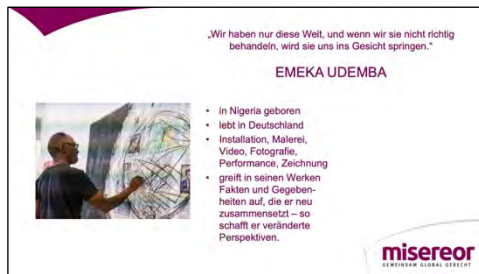 „Wir haben nur diese Welt, und wenn wir sie nicht richtig
behandeln, wird sie uns ins Gesicht springen.“
EMEKA UDEMBA
• in Nigeria geboren
• lebt in Deutschland
• Installation, Malerei,
Video, Fotografie,
Performance, Zeichnung
• greift in seinen Werken
Fakten und Gegeben-
heiten auf, die er neu
zusammensetzt – so
schafft er veränderte
Perspektiven.
misereor
GEMEINSAM GLOBAL GERECHT